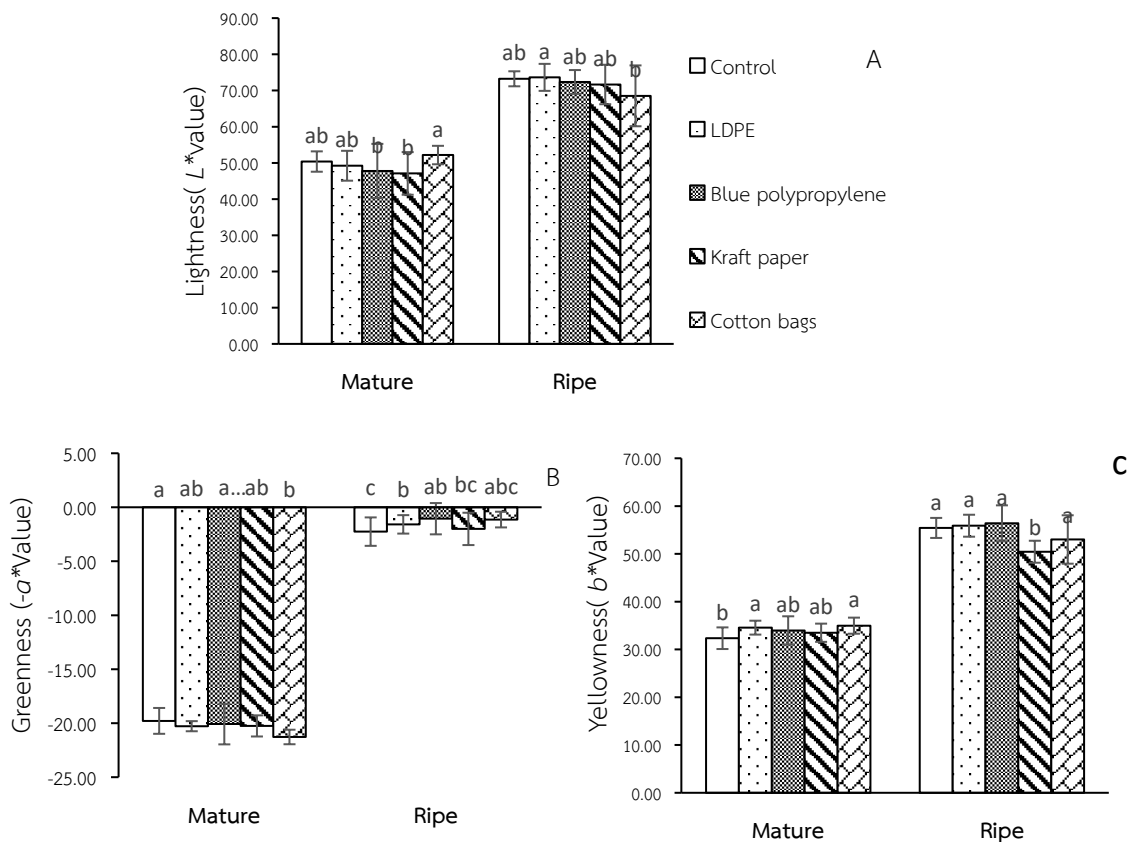 90.00
80.00
70.00
60.00
50.00
40.00
30.00
20.00
10.00
0.00
Lightness( L*value)
ab ab b b a
ab a ab ab b
Mature Ripe
A
Control
LDPE
Blue polypropylene
Kraft paper
Cotton bags
5.00
0.00
-5.00
-10.00
-15.00
-20.00
-25.00
Greenness (-a*Value)
a ab a...ab b
c b ab bc abc
B
Mature Ripe
70.00
60.00
50.00
40.00
30.00
20.00
10.00
0.00
Yellowness( b*Value)
b a ab ab a
a a a b a
C
Mature Ripe